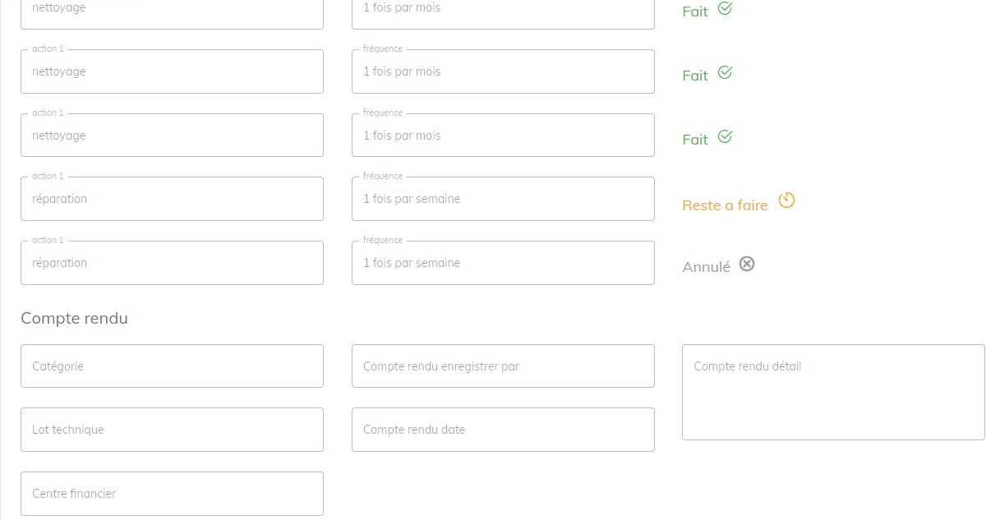 nettoyage 1 fois par mois Fait
action 1 fréquence
nettoyage 1 fois par mois Fait
action 1 fréquence
nettoyage 1 fois par mois Fait
action 1 fréquence
réparation 1 fois par semaine Reste a faire
action 1 fréquence
réparation 1 fois par semaine Annulé
Compte rendu
Catégorie Compte rendu enregistrer par Compte rendu détail
Lot technique Compte rendu date
Centre financier